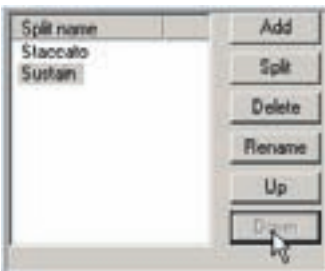 Split name
Staccato
Sustain
Add
Split
Delete
Rename
Up
Down